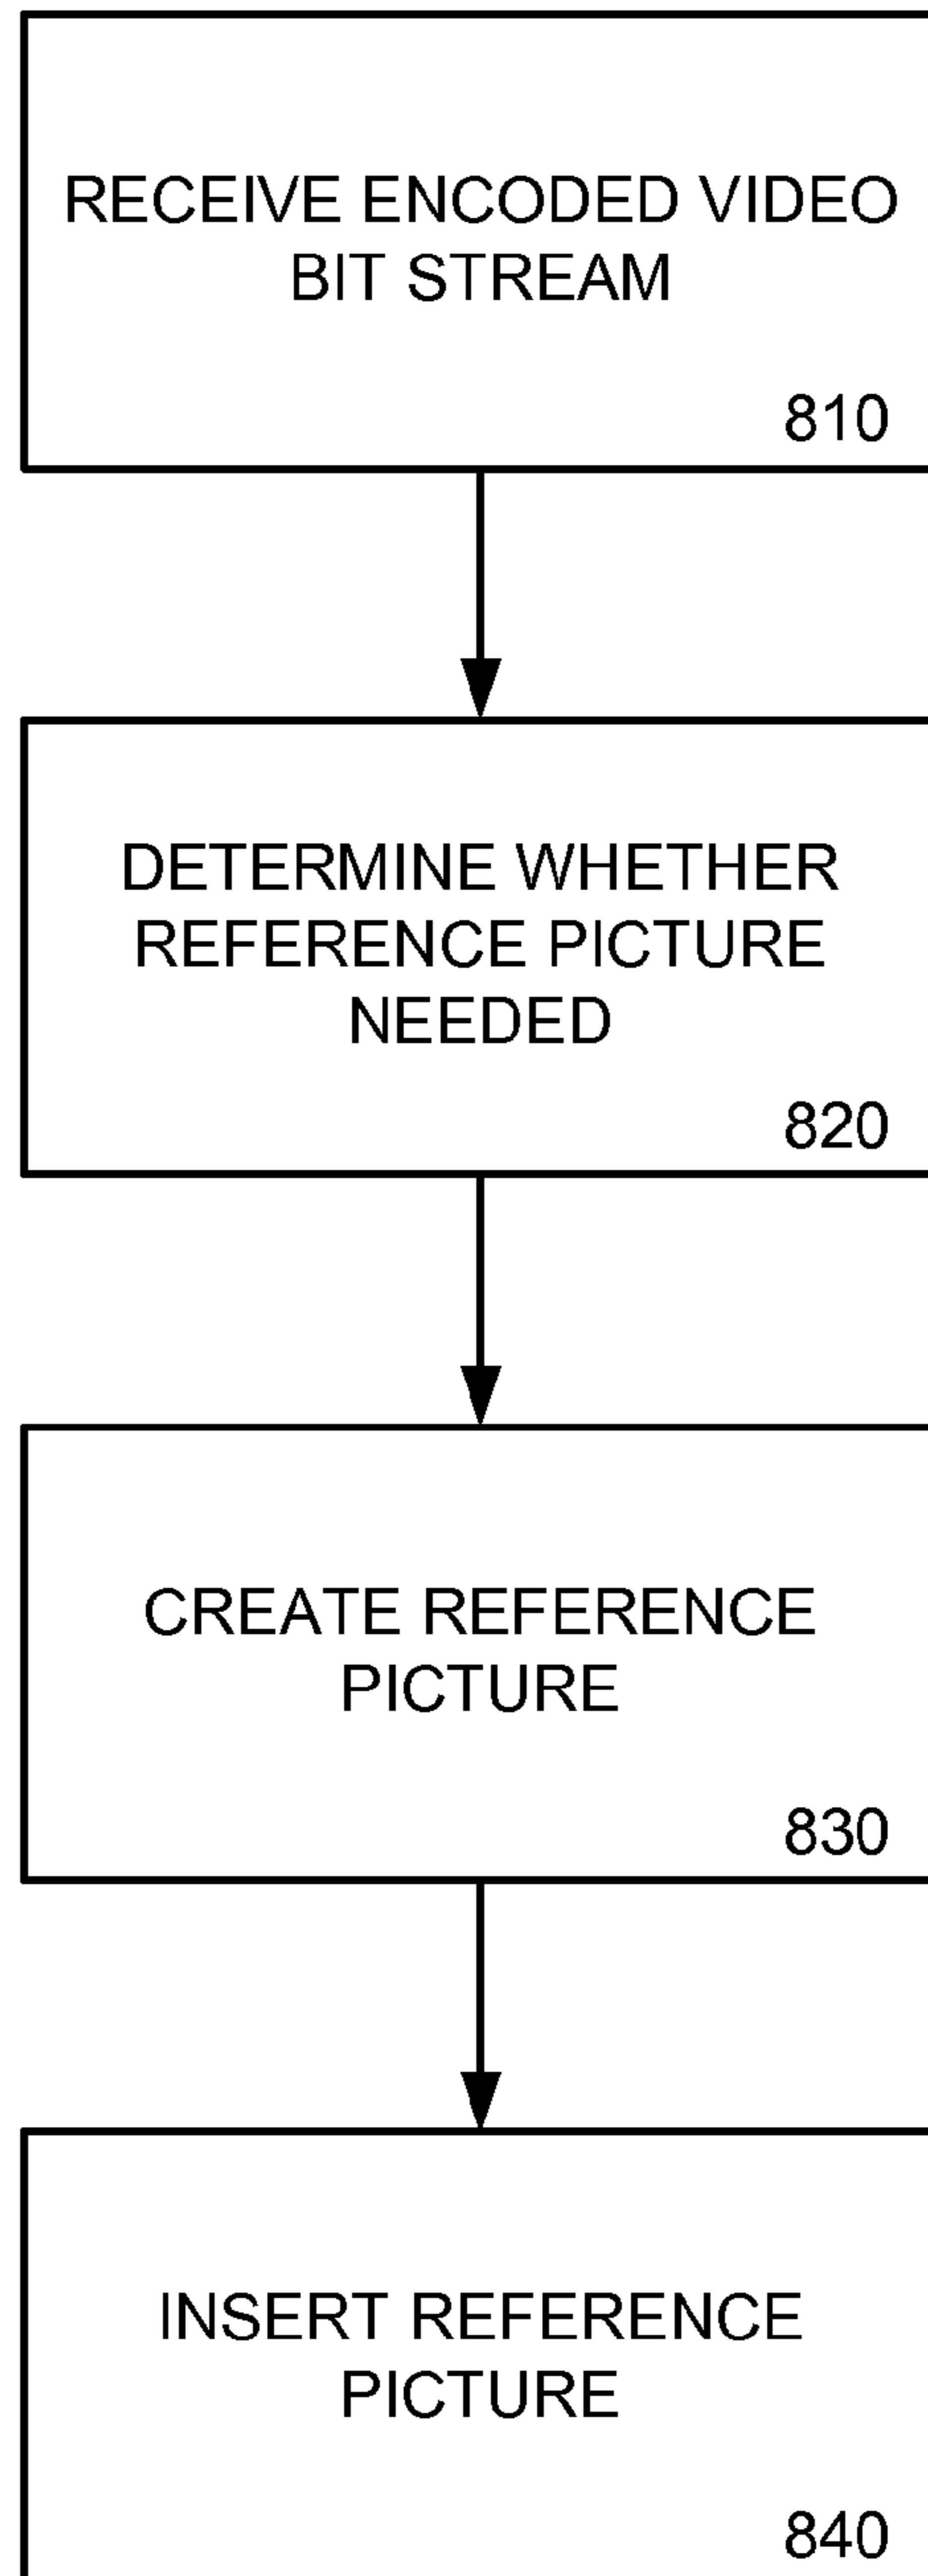 RECEIVE ENCODED VIDEO
BIT STREAM
810
DETERMINE WHETHER
REFERENCE PICTURE
NEEDED
820
CREATE REFERENCE
PICTURE
830
INSERT REFERENCE
PICTURE
840